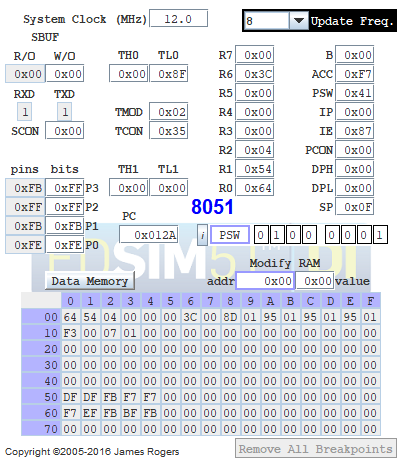 System Clock (MHz) 12.0 8 Update Freq.
SBUF
R/O W/O TH0 TL0 R7 0x00 B 0x00
0x00 0x00 0x00 0x8F R6 0x3C ACC 0xF7
RXD TXD R5 0x00 PSW 0x41
1 1 TMOD 0x02 R4 0x00 IP 0x00
SCON 0x00 TCON 0x35 R3 0x00 IE 0x87
R2 0x04 PCON 0x00
pins bits TH1 TL1 R1 0x54 DPH 0x00
0xFB 0xFF P3 0x00 0x00 R0 0x64 DPL 0x00
0xFF 0xFF P2 8051 SP 0x0F
0xFB 0xFB P1 PC
0xFE 0xFE P0 0x012A i PSW 0 1 0 0 0 0 0 1
Modify RAM
Data Memory addr 0x00 0x00 value
0 1 2 3 4 5 6 7 8 9 A B C D E F
00 64 54 04 00 00 00 3C 00 8D 01 95 01 95 01 95 01
10 F3 00 07 01 00 00 00 00 00 00 00 00 00 00 00 00
20 00 00 00 00 00 00 00 00 00 00 00 00 00 00 00 00
30 00 00 00 00 00 00 00 00 00 00 00 00 00 00 00 00
40 00 00 00 00 00 00 00 00 00 00 00 00 00 00 00 00
50 DF DF FB F7 F7 00 00 00 00 00 00 00 00 00 00 00
60 F7 EF FB BF FB 00 00 00 00 00 00 00 00 00 00 00
70 00 00 00 00 00 00 00 00 00 00 00 00 00 00 00 00
Copyright ©2005-2016 James Rogers Remove All Breakpoints